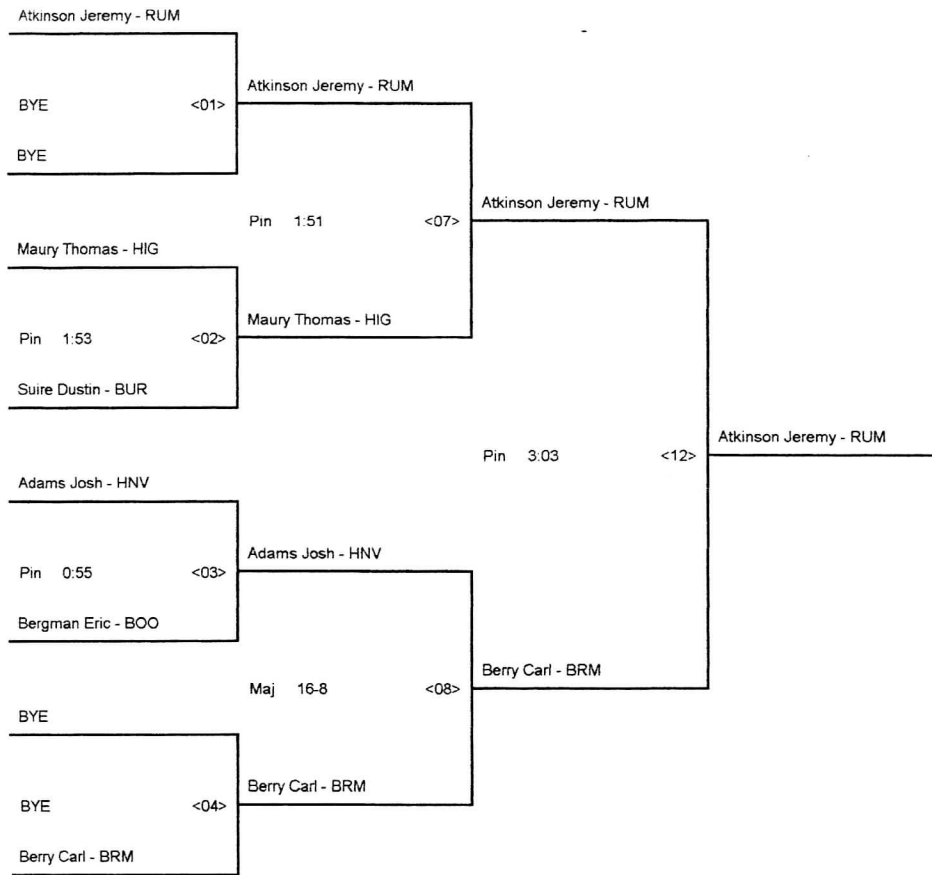 Atkinson Jeremy - RUM
Atkinson Jeremy - RUM
BYE <01>
BYE
Atkinson Jeremy - RUM
Pin 1:51 <07>
Maury Thomas - HIG
Maury Thomas - HIG
Pin 1:53 <02>
Suire Dustin - BUR
Atkinson Jeremy - RUM
Pin 3:03 <12>
Adams Josh - HNV
Adams Josh - HNV
Pin 0:55 <03>
Bergman Eric - BOO
Berry Carl - BRM
Maj 16-8 <08>
BYE
Berry Carl - BRM
BYE <04>
Berry Carl - BRM